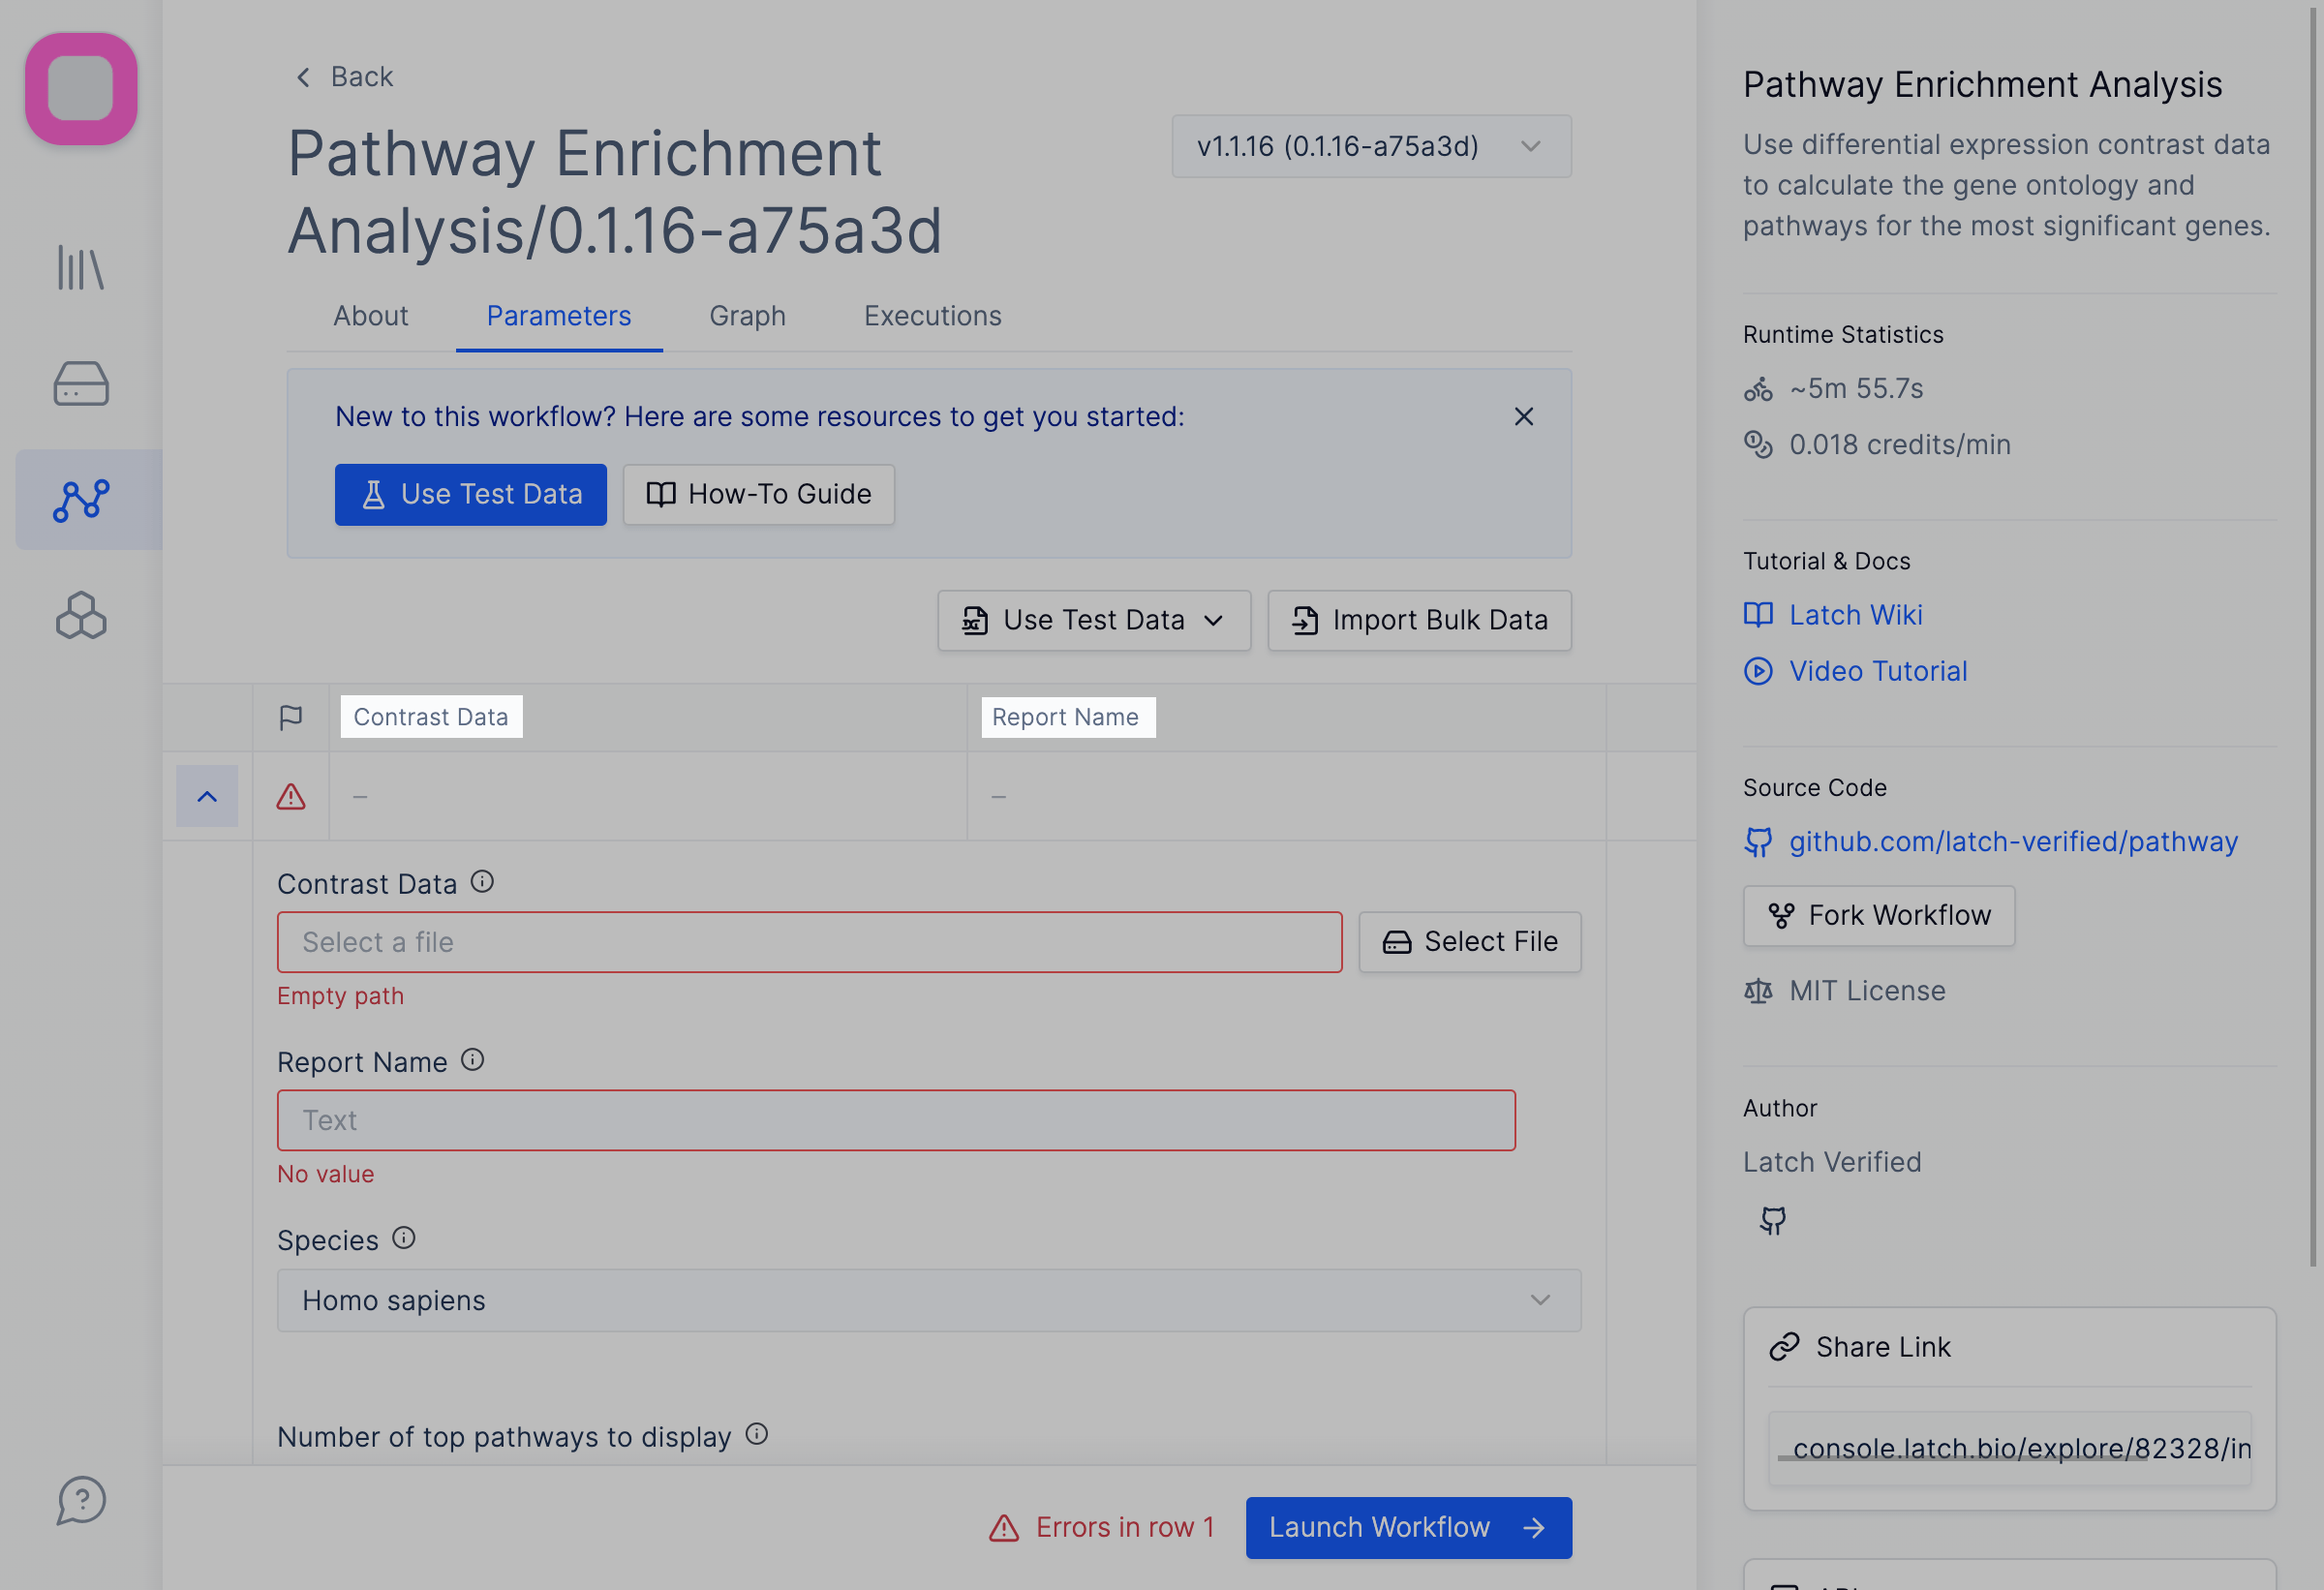 Back
Pathway Enrichment
Analysis/0.1.16-a75a3d
v1.1.16 (0.1.16-a75a3d)
About
Parameters
Graph
Executions
New to this workflow? Here are some resources to get you started:
Use Test Data
How-To Guide
Use Test Data
Import Bulk Data
Contrast Data
Report Name
–
–
Contrast Data
Select a file
Select File
Empty path
Report Name
Text
No value
Species
Homo sapiens
Number of top pathways to display
Errors in row 1
Launch Workflow
Pathway Enrichment Analysis
Use differential expression contrast data
to calculate the gene ontology and
pathways for the most significant genes.
Runtime Statistics
~5m 55.7s
0.018 credits/min
Tutorial & Docs
Latch Wiki
Video Tutorial
Source Code
github.com/latch-verified/pathway
Fork Workflow
MIT License
Author
Latch Verified
Share Link
console.latch.bio/explore/82328/in